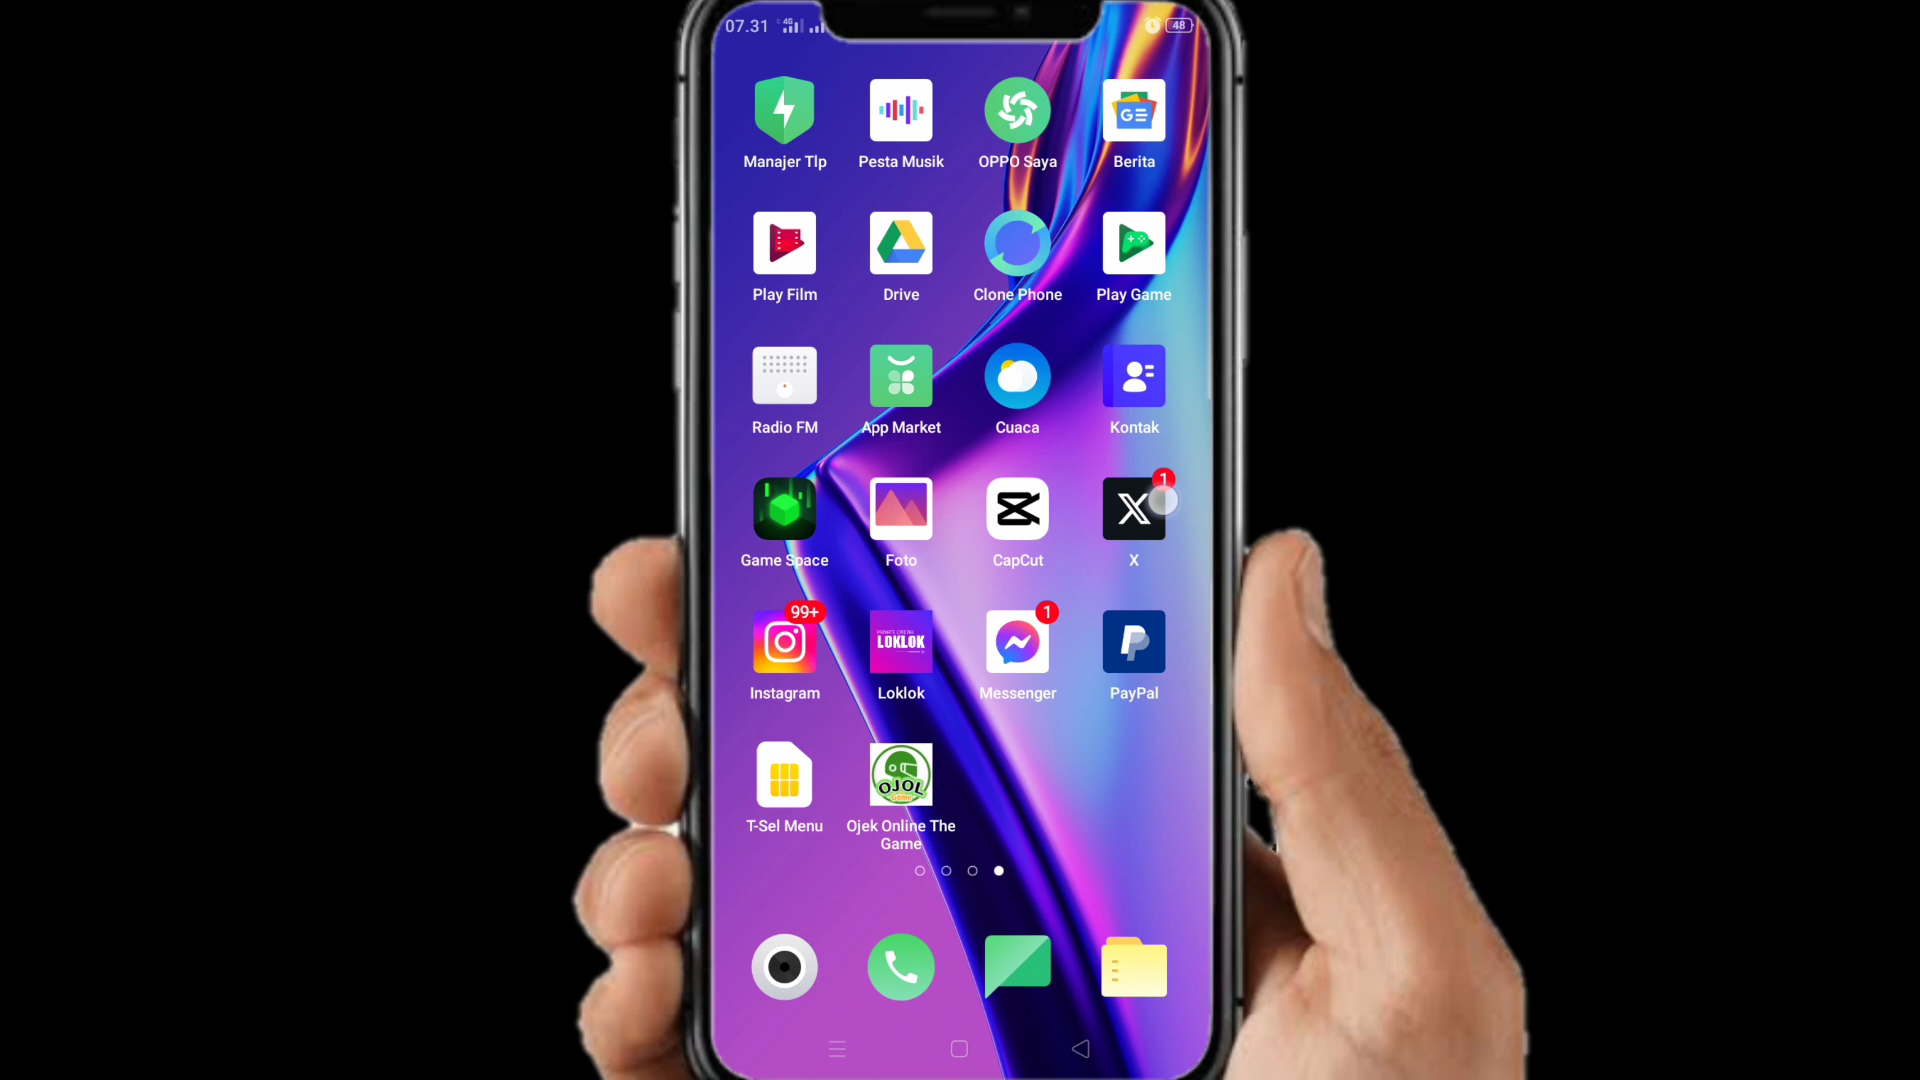 07.31 4G 48
Manajer Tlp Pesta Musik OPPO Saya Berita
Play Film Drive Clone Phone Play Game
Radio FM App Market Cuaca Kontak
1
Game Space Foto CapCut X
99+ 1
LOKLOK
Instagram Loklok Messenger PayPal
OJOL
T-Sel Menu Ojek Online The
Game